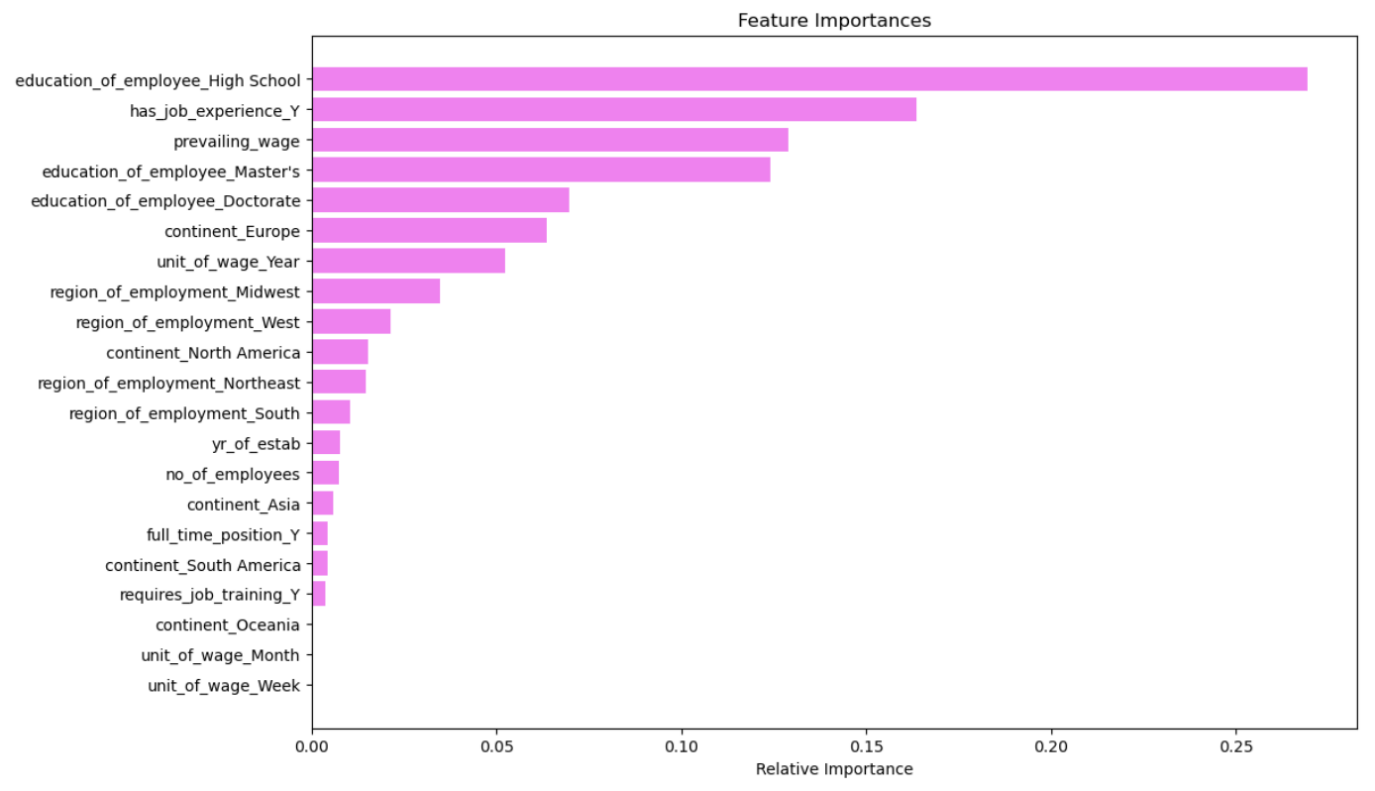 Feature Importances
education_of_employee_High School
has_job_experience_Y
prevailing_wage
education_of_employee_Master's
education_of_employee_Doctorate
continent_Europe
unit_of_wage_Year
region_of_employment_Midwest
region_of_employment_West
continent_North America
region_of_employment_Northeast
region_of_employment_South
yr_of_estab
no_of_employees
continent_Asia
full_time_position_Y
continent_South America
requires_job_training_Y
continent_Oceania
unit_of_wage_Month
unit_of_wage_Week
0.00 0.05 0.10 0.15 0.20 0.25
Relative Importance